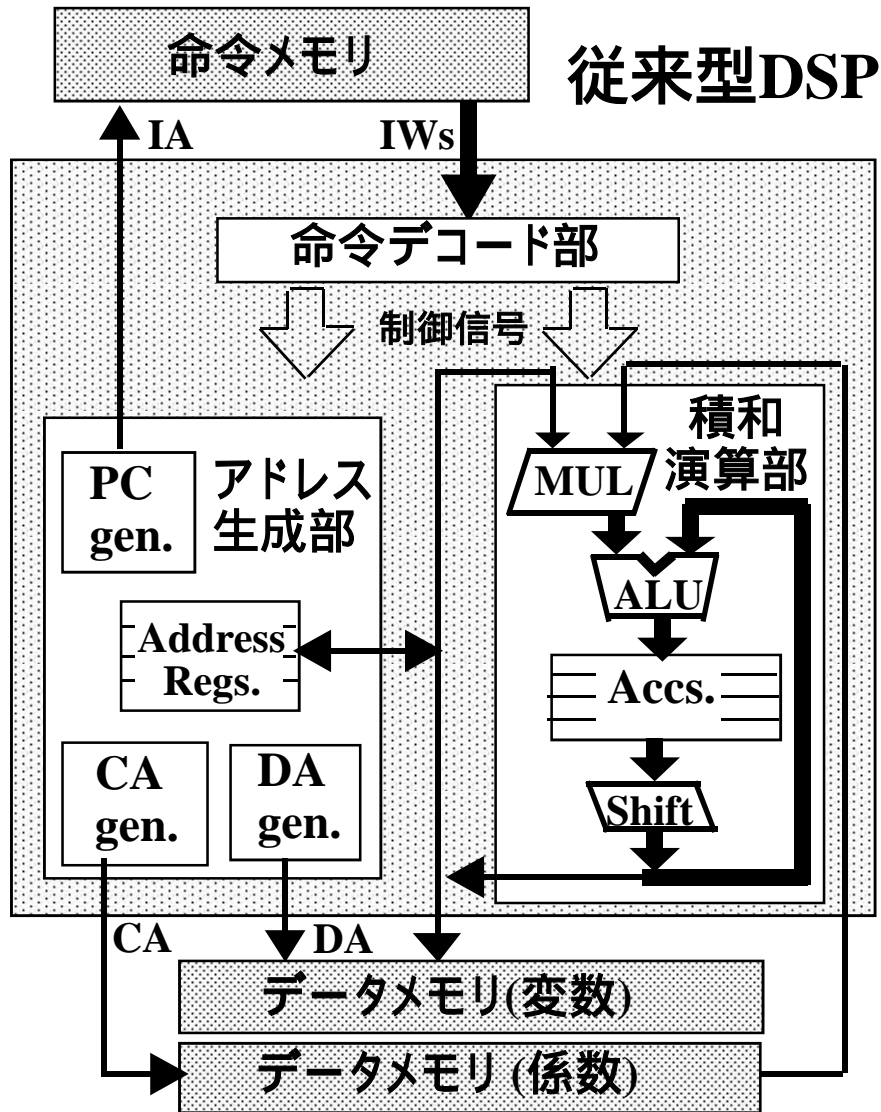 命令メモリ
従来型DSP
IA
IWs
命令デコード部
制御信号
積和
演算部
PC
gen.
アドレス
生成部
MUL
ALU
Address
Regs.
Accs.
CA
gen.
DA
gen.
Shift
CA
DA
データメモリ(変数)
データメモリ(係数)